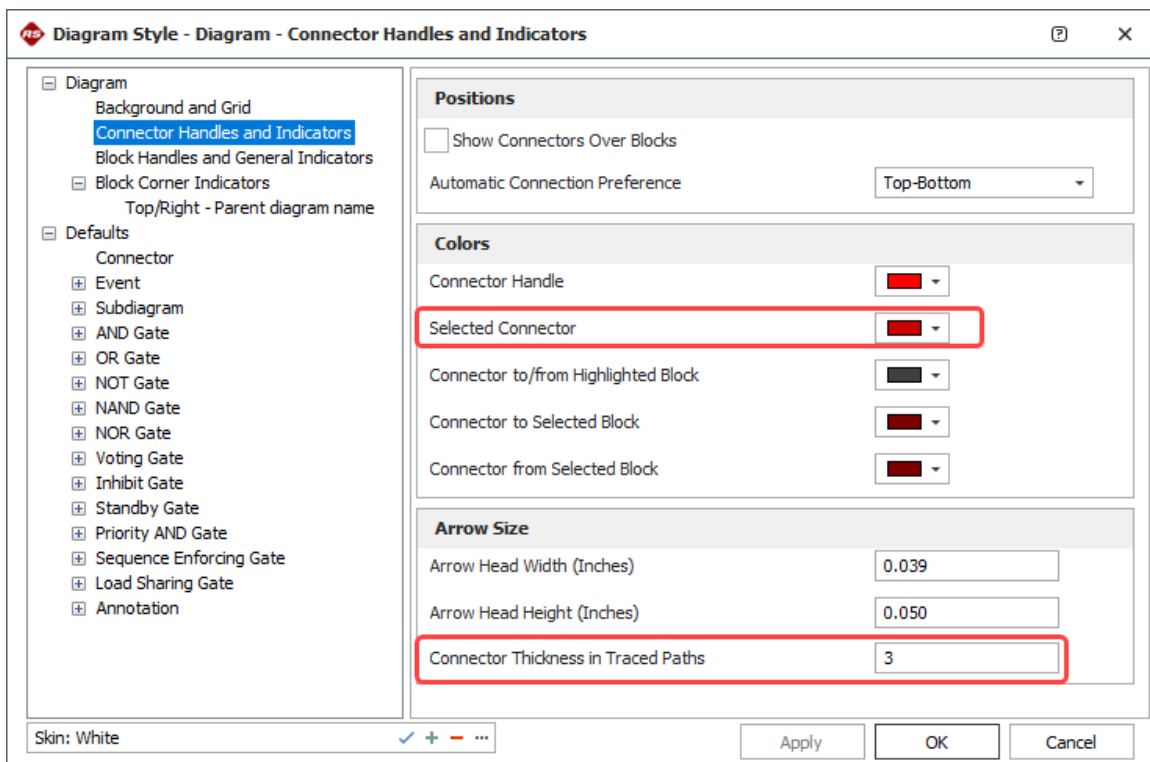 RS Diagram Style - Diagram - Connector Handles and Indicators
Diagram
Background and Grid
Connector Handles and Indicators
Block Handles and General Indicators
Block Corner Indicators
Top/Right - Parent diagram name
Defaults
Connector
Event
Subdiagram
AND Gate
OR Gate
NOT Gate
NAND Gate
NOR Gate
Voting Gate
Inhibit Gate
Standby Gate
Priority AND Gate
Sequence Enforcing Gate
Load Sharing Gate
Annotation
Skin: White
Positions
Show Connectors Over Blocks
Automatic Connection Preference Top-Bottom
Colors
Connector Handle
Selected Connector
Connector to/from Highlighted Block
Connector to Selected Block
Connector from Selected Block
Arrow Size
Arrow Head Width (Inches) 0.039
Arrow Head Height (Inches) 0.050
Connector Thickness in Traced Paths 3
Apply OK Cancel